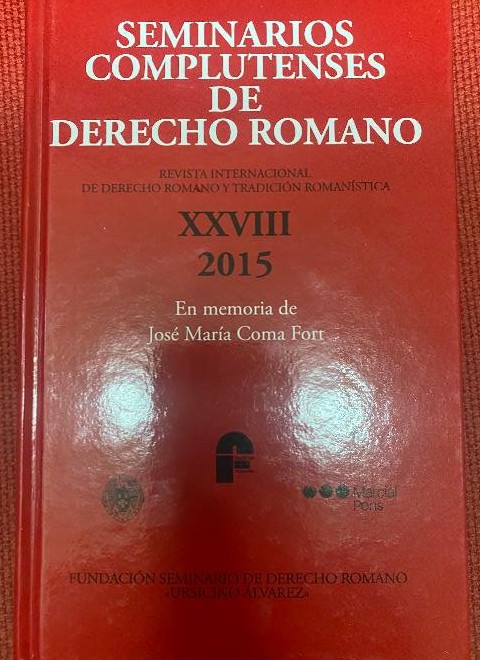 SEMINARIOS
COMPLUTENSES
DE
DERECHO ROMANO
REVISTA INTERNACIONAL
DE DERECHO ROMANO Y TRADICIÓN ROMANÍSTICA
XXVIII
2015
En memoria de
José María Coma Fort
Marcial
Pons
FUNDACIÓN SEMINARIO DE DERECHO ROMANO
«URSICINO ÁLVAREZ»